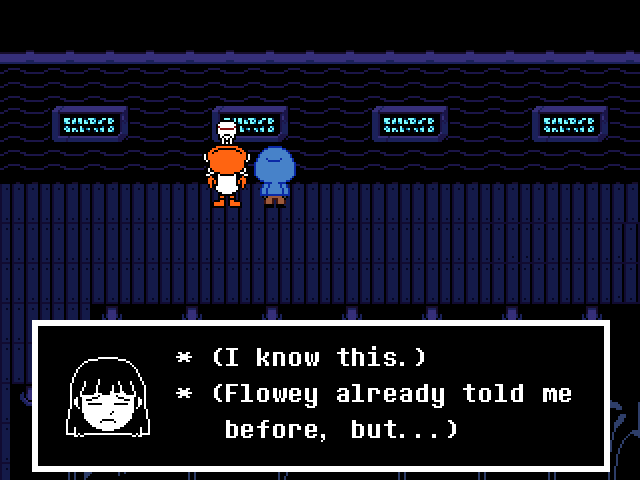 * (I know this.)
* (Flowey already told me
before, but...)